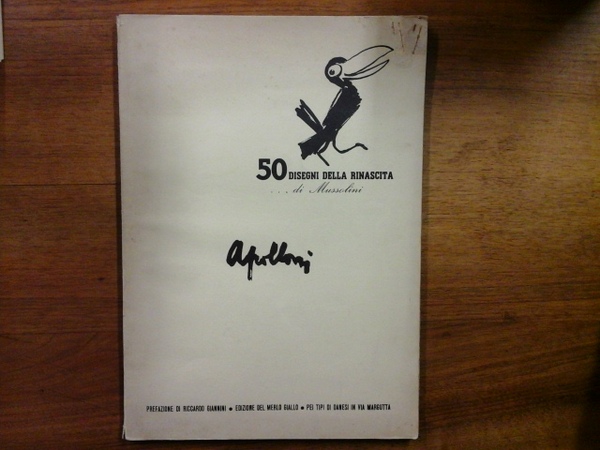 50 DISEGNI DELLA RINASCITA
. . . di Mussolini
Apolloni
PREFAZIONE DI RICCARDO GIANNINI ★ EDIZIONE DEL MERLO GIALLO ★ PEI TIPI DI DANESI IN VIA MARGUTTA